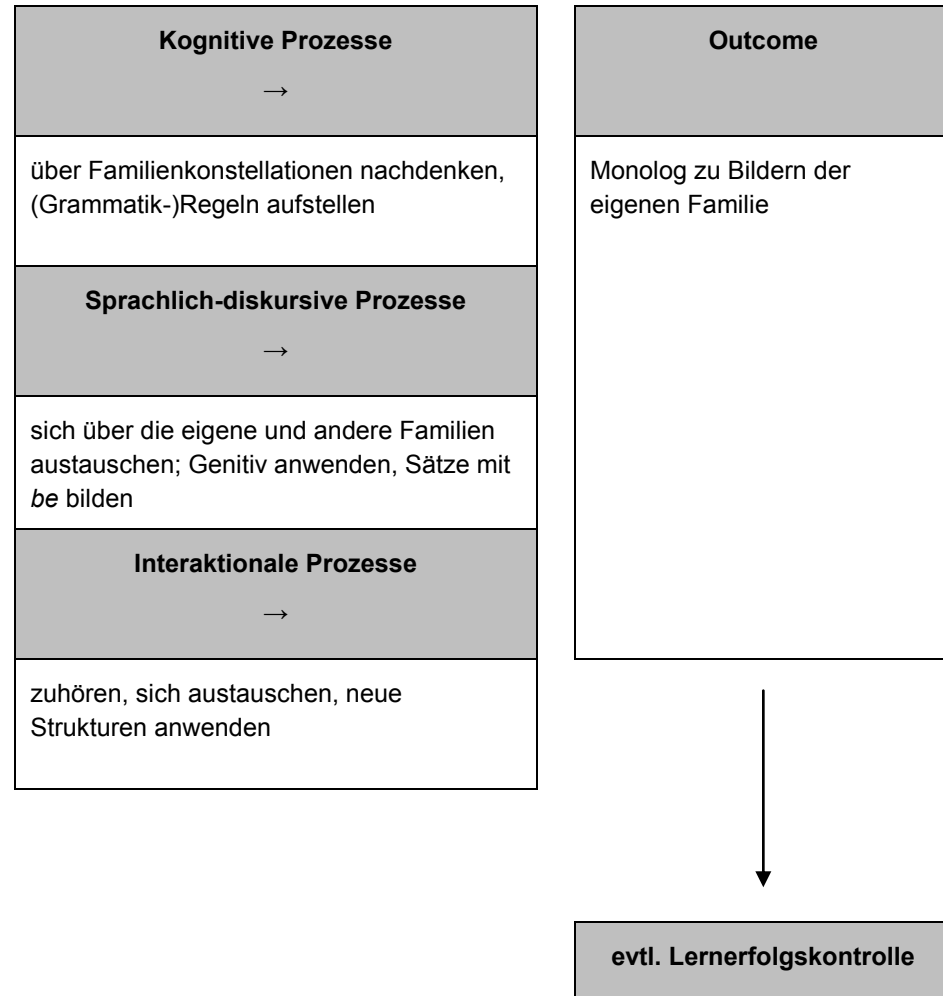 Kognitive Prozesse
→
über Familienkonstellationen nachdenken,
(Grammatik-)Regeln aufstellen
Sprachlich-diskursive Prozesse
→
sich über die eigene und andere Familien
austauschen; Genitiv anwenden, Sätze mit
be bilden
Interaktionale Prozesse
→
zuhören, sich austauschen, neue
Strukturen anwenden
Outcome
Monolog zu Bildern der
eigenen Familie
evtl. Lernerfolgskontrolle